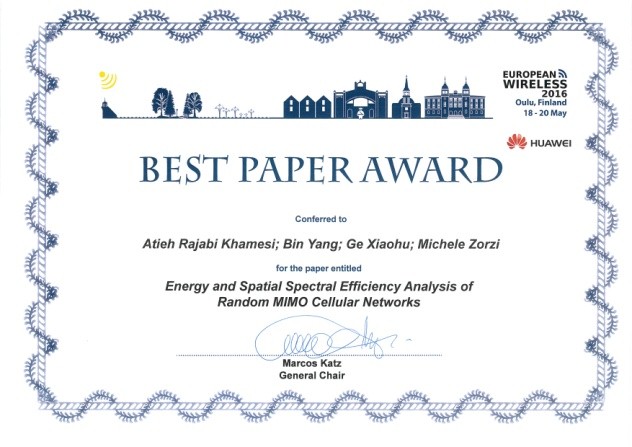 EUROPEAN
WIRELESS
2016
Oulu, Finland
18 - 20 May
HUAWEI
BEST PAPER AWARD
Conferred to
Atieh Rajabi Khamesi; Bin Yang; Ge Xiaohu; Michele Zorzi
for the paper entitled
Energy and Spatial Spectral Efficiency Analysis of
Random MIMO Cellular Networks
Marcos Katz
General Chair